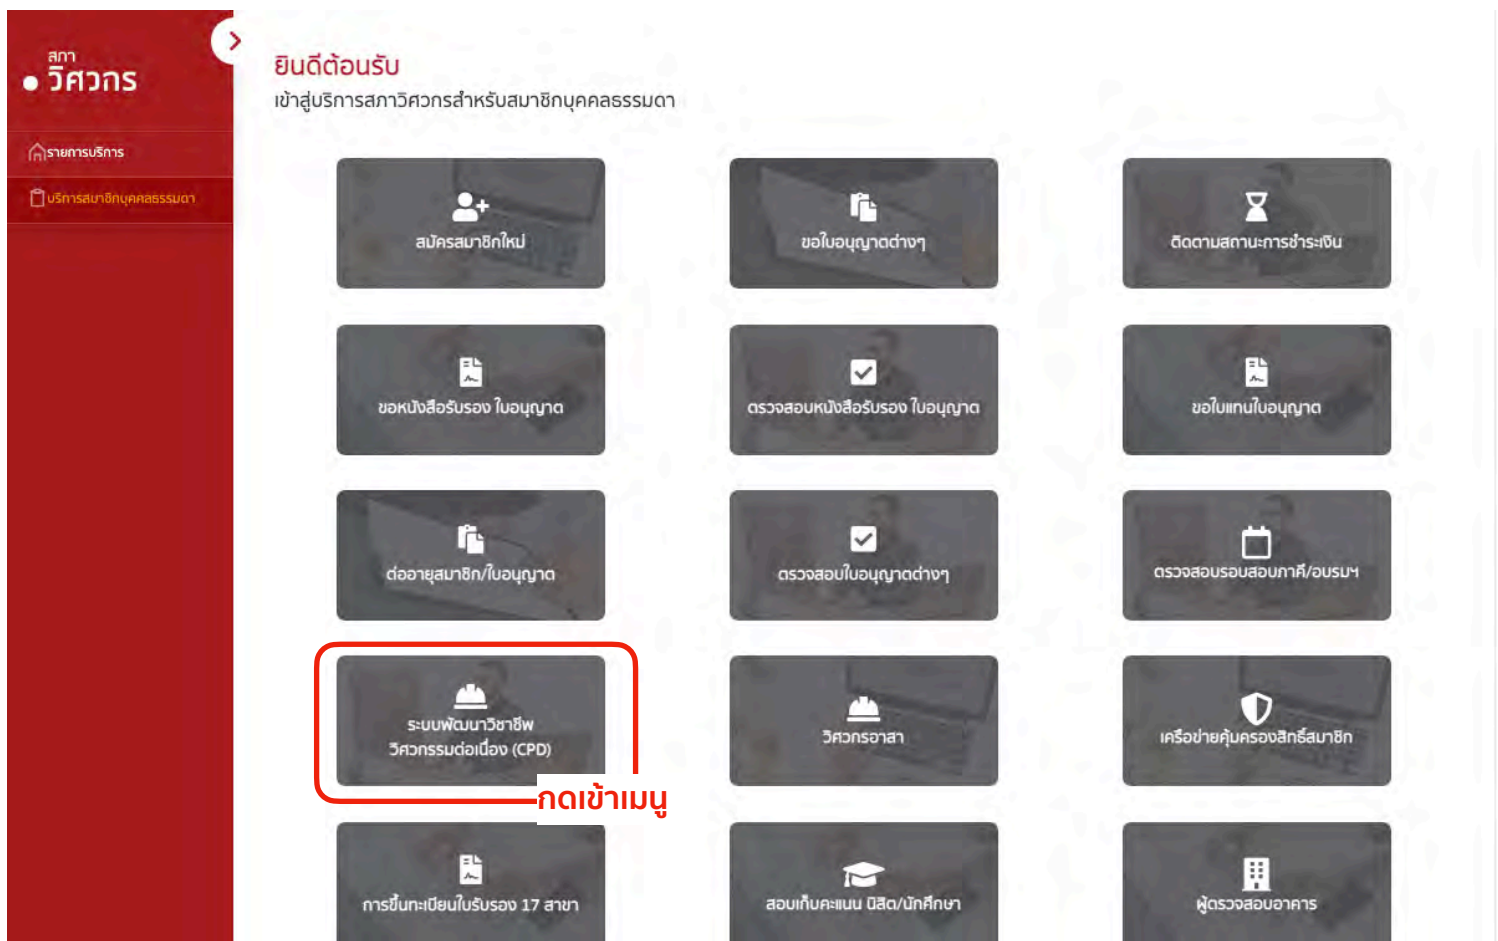 สภา
วิศวกร
รายการบริการ
บริการสมาชิกบุคคลธรรมดา
ยินดีต้อนรับ
เข้าสู่บริการสภาวิศวกรสำหรับสมาชิกบุคคลธรรมดา
สมัครสมาชิกใหม่
ขอใบอนุญาตต่างๆ
ติดตามสถานะการชำระเงิน
ขอหนังสือรับรอง ใบอนุญาต
ตรวจสอบหนังสือรับรอง ใบอนุญาต
ขอใบแทนใบอนุญาต
ต่ออายุสมาชิก/ใบอนุญาต
ตรวจสอบใบอนุญาตต่างๆ
ตรวจสอบรอบสอบภาคี/อบรมฯ
ระบบพัฒนาวิชาชีพ
วิศวกรรมต่อเนื่อง (CPD)
วิศวกรอาสา
เครือข่ายคุ้มครองสิทธิ์สมาชิก
กดเข้าเมนู
การขึ้นทะเบียนใบรับรอง 17 สาขา
สอบเก็บคะแนน นิสิต/นักศึกษา
ผู้ตรวจสอบอาคาร